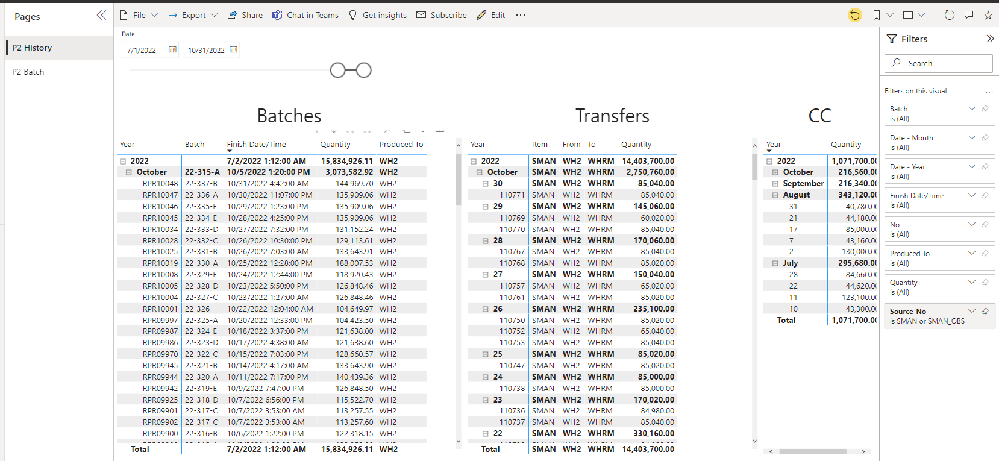 Pages
File Export Share Chat in Teams Get insights Subscribe Edit ...
P2 History
P2 Batch
Date
7/1/2022 10/31/2022
Batches
Year Batch Finish Date/Time Quantity Produced To
2022 7/2/2022 1:12:00 AM 15,834,926.11 WH2
October 22-315-A 10/5/2022 1:20:00 PM 3,073,582.92 WH2
RPR10048 22-337-B 10/31/2022 4:42:00 AM 144,969.70 WH2
RPR10047 22-336-A 10/30/2022 11:07:00 PM 135,909.06 WH2
RPR10046 22-335-F 10/29/2022 1:23:00 PM 135,909.06 WH2
RPR10045 22-334-E 10/28/2022 4:25:00 PM 135,909.06 WH2
RPR10034 22-333-D 10/27/2022 7:32:00 PM 131,152.24 WH2
RPR10028 22-332-C 10/26/2022 10:30:00 PM 129,113.61 WH2
RPR10025 22-331-B 10/26/2022 7:03:00 AM 133,643.91 WH2
RPR10019 22-330-A 10/25/2022 12:28:00 PM 188,007.53 WH2
RPR10008 22-329-E 10/24/2022 12:44:00 PM 118,920.43 WH2
RPR10005 22-328-D 10/23/2022 5:50:00 PM 126,848.46 WH2
RPR10004 22-327-C 10/23/2022 1:27:00 AM 126,848.46 WH2
RPR10001 22-326 10/22/2022 12:04:00 AM 104,649.97 WH2
RPR09997 22-325-A 10/20/2022 12:33:00 PM 104,423.50 WH2
RPR09987 22-324-E 10/18/2022 3:37:00 PM 121,638.00 WH2
RPR09986 22-323-D 10/17/2022 4:38:00 AM 121,638.60 WH2
RPR09970 22-322-C 10/15/2022 7:03:00 PM 128,660.57 WH2
RPR09945 22-321-B 10/14/2022 4:17:00 AM 133,643.90 WH2
RPR09944 22-320-A 10/11/2022 7:17:00 PM 140,439.36 WH2
RPR09942 22-319-E 10/9/2022 7:47:00 PM 126,848.50 WH2
RPR09925 22-318-D 10/7/2022 6:56:00 PM 115,522.70 WH2
RPR09901 22-317-C 10/7/2022 3:53:00 AM 113,257.55 WH2
RPR09902 22-317-C 10/7/2022 3:53:00 AM 113,257.60 WH2
RPR09900 22-316-B 10/6/2022 1:22:00 PM 122,318.15 WH2
Total 7/2/2022 1:12:00 AM 15,834,926.11 WH2
Transfers
Year Item From To Quantity
2022 SMAN WH2 WHRM 14,403,700.00
October SMAN WH2 WHRM 2,750,760.00
30 SMAN WH2 WHRM 85,040.00
110771 SMAN WH2 WHRM 85,040.00
29 SMAN WH2 WHRM 145,060.00
110769 SMAN WH2 WHRM 60,020.00
110770 SMAN WH2 WHRM 85,040.00
28 SMAN WH2 WHRM 170,060.00
110767 SMAN WH2 WHRM 85,040.00
110768 SMAN WH2 WHRM 85,020.00
27 SMAN WH2 WHRM 150,040.00
110757 SMAN WH2 WHRM 65,020.00
110761 SMAN WH2 WHRM 85,020.00
26 SMAN WH2 WHRM 235,100.00
110750 SMAN WH2 WHRM 85,020.00
110752 SMAN WH2 WHRM 65,040.00
110753 SMAN WH2 WHRM 85,040.00
25 SMAN WH2 WHRM 85,020.00
110747 SMAN WH2 WHRM 85,020.00
24 SMAN WH2 WHRM 85,000.00
110738 SMAN WH2 WHRM 85,000.00
23 SMAN WH2 WHRM 170,020.00
110736 SMAN WH2 WHRM 84,980.00
110737 SMAN WH2 WHRM 85,040.00
22 SMAN WH2 WHRM 330,160.00
Total SMAN WH2 WHRM 14,403,700.00
CC
Year Quantity
2022 1,071,700.00
October 216,560.00
September 216,340.00
August 343,120.00
31 40,780.00
21 44,180.00
17 85,000.00
7 43,160.00
2 130,000.00
July 295,680.00
28 84,660.00
22 44,620.00
11 123,100.00
10 43,300.00
Total 1,071,700.00
Filters
Search
Filters on this visual ...
Batch
is (All)
Date - Month
is (All)
Date - Year
is (All)
Finish Date/Time
is (All)
No
is (All)
Produced To
is (All)
Quantity
is (All)
Source_No
is SMAN or SMAN_OBS